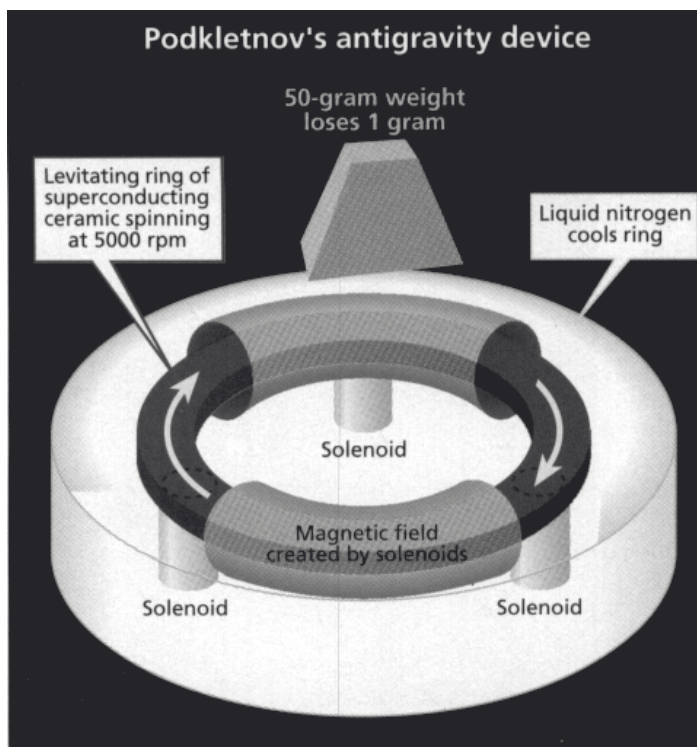 Podkletnov's antigravity device
50-gram weight
loses 1 gram
Levitating ring of
superconducting
ceramic spinning
at 5000 rpm
Liquid nitrogen
cools ring
Solenoid
Magnetic field
created by solenoids
Solenoid
Solenoid